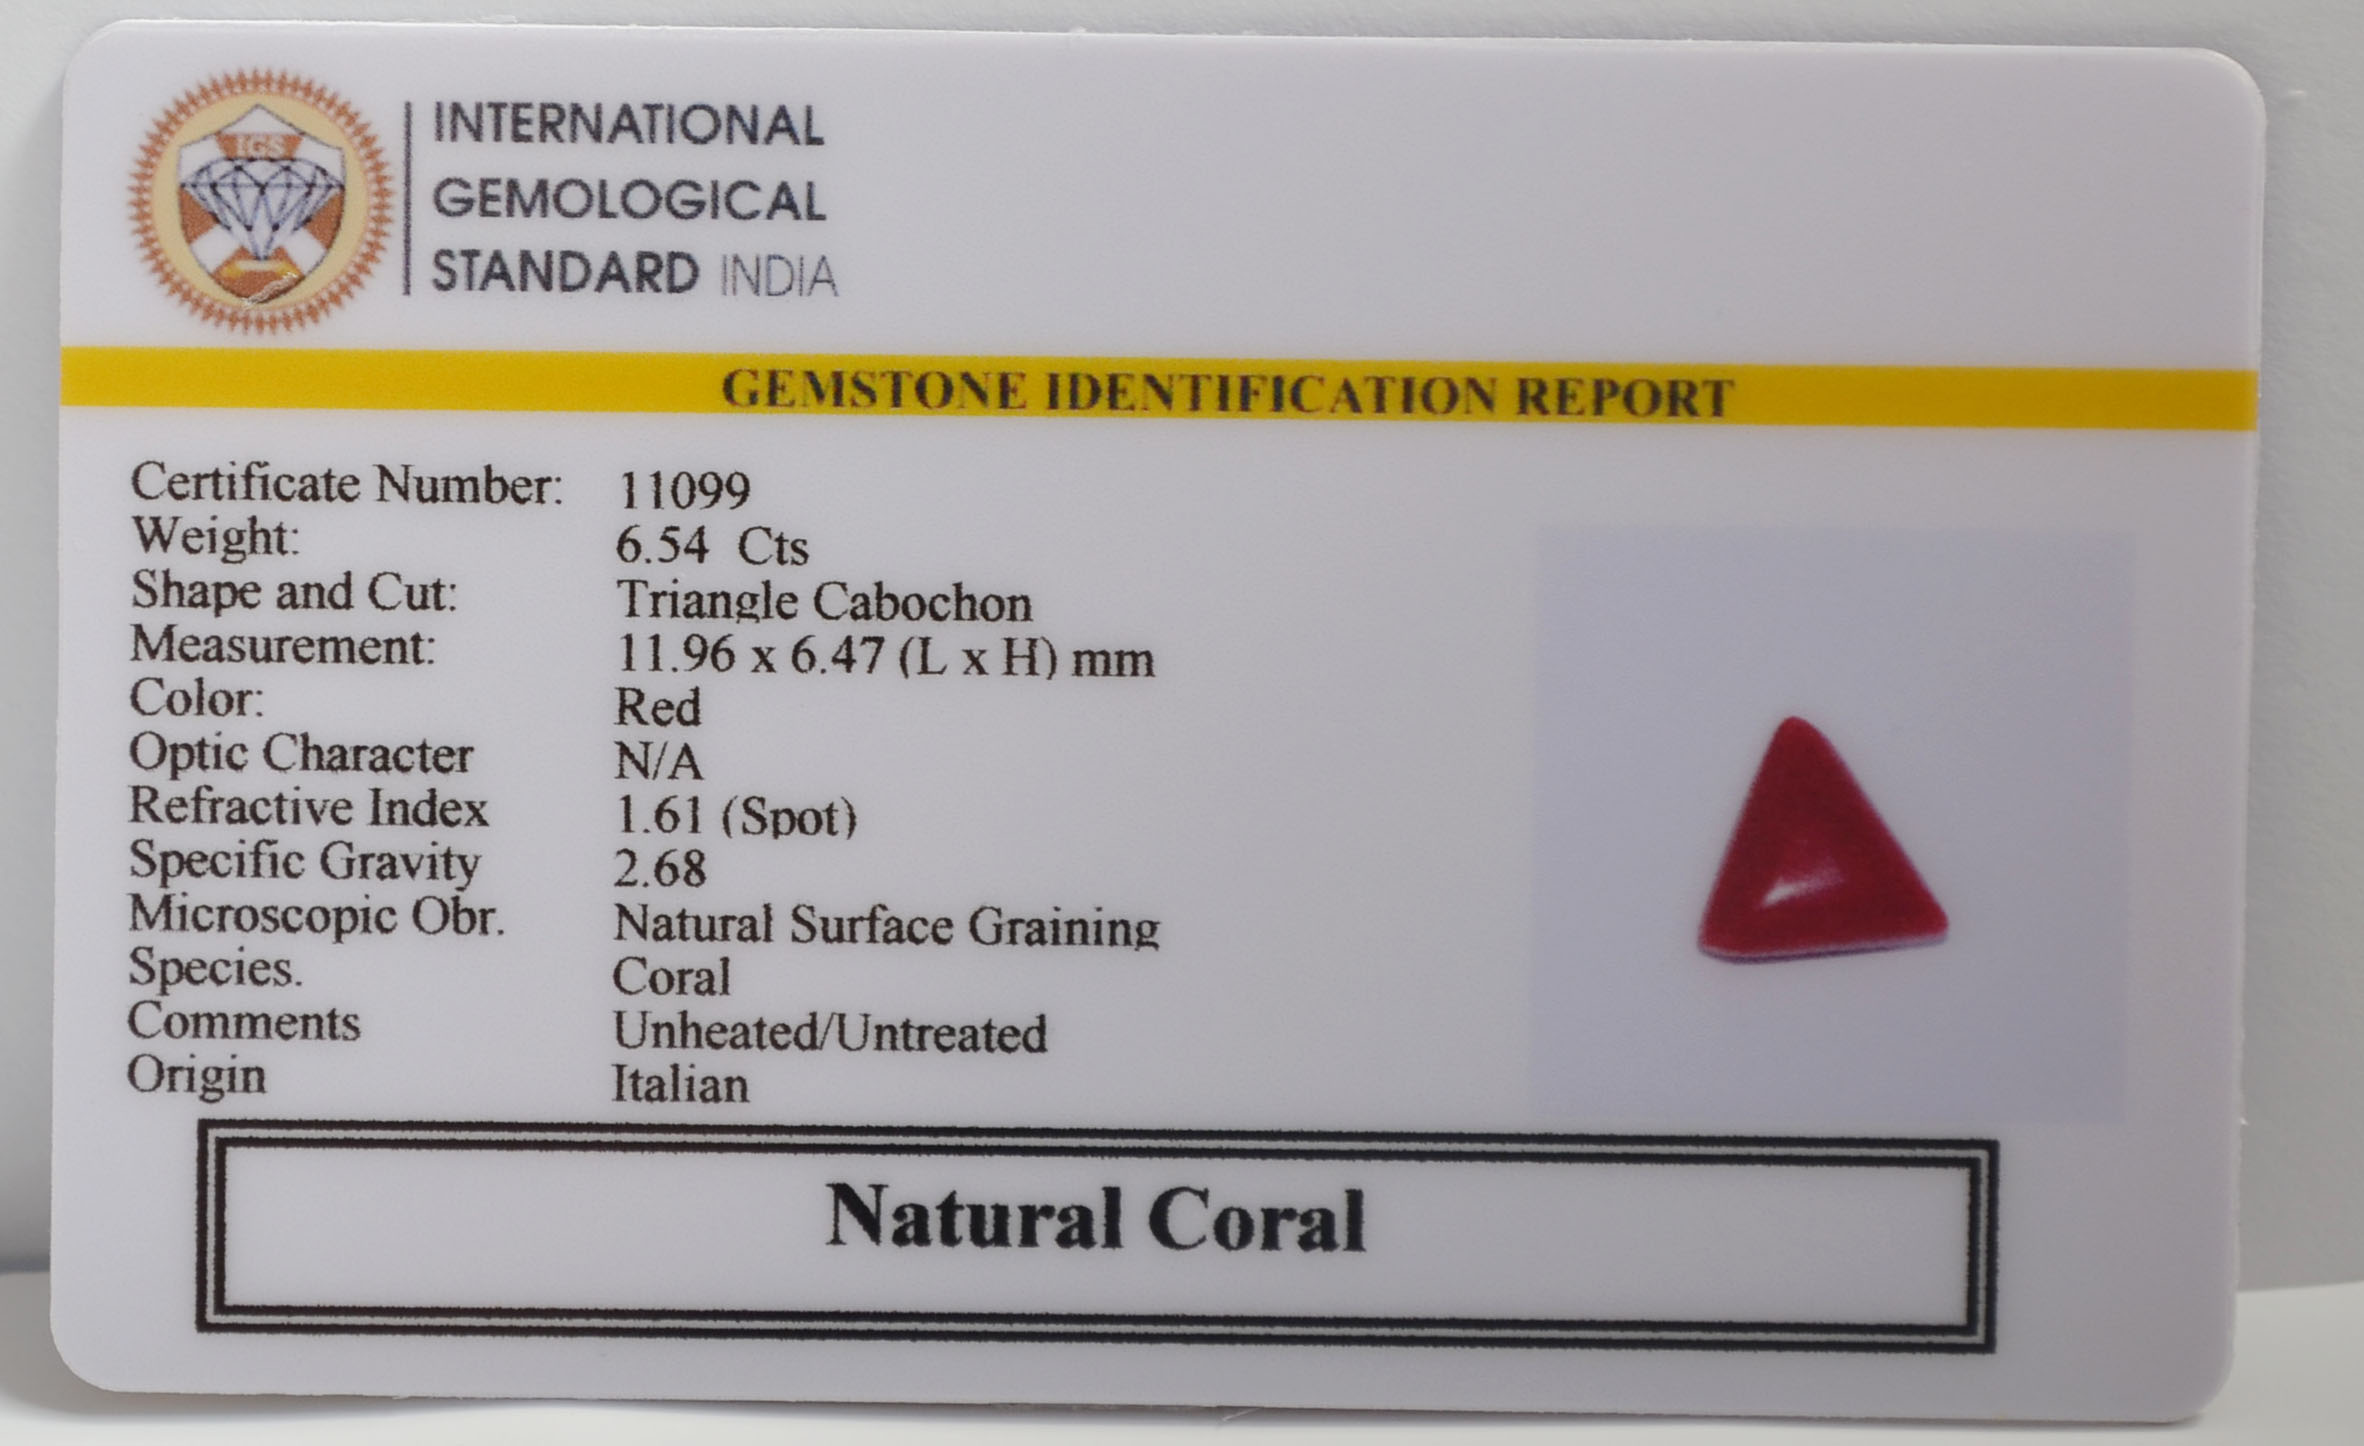 IGS
INTERNATIONAL
GEMOLOGICAL
STANDARD INDIA
GEMSTONE IDENTIFICATION REPORT
Certificate Number: 11099
Weight: 6.54 Cts
Shape and Cut: Triangle Cabochon
Measurement: 11.96 x 6.47 (L x H) mm
Color: Red
Optic Character N/A
Refractive Index 1.61 (Spot)
Specific Gravity 2.68
Microscopic Obr. Natural Surface Graining
Species. Coral
Comments Unheated/Untreated
Origin Italian
Natural Coral